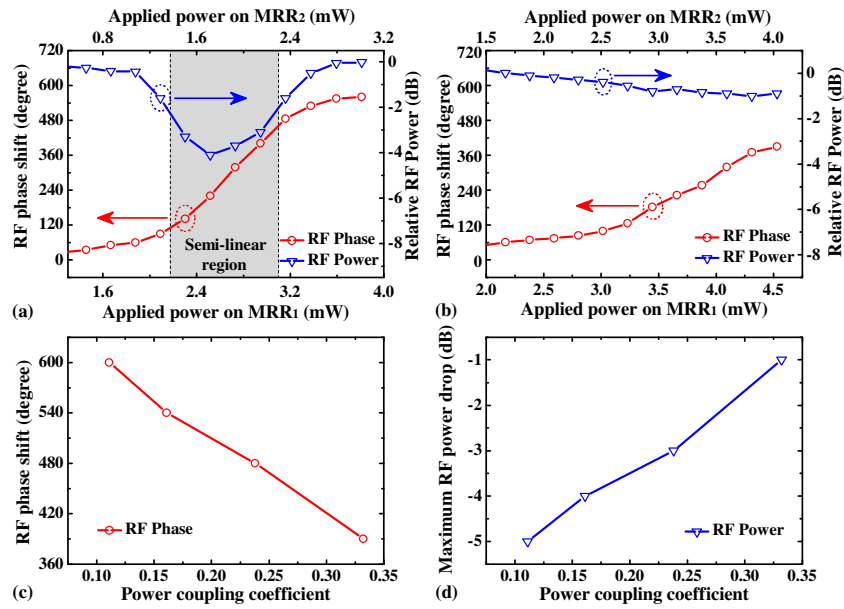 Applied power on MRR2 (mW)
0.8 1.6 2.4 3.0
720
600
480
360
240
120
0
RF phase shift (degree)
0
-2
-4
-6
-8
Relative RF Power (dB)
Semi-linear
region
RF Phase
RF Power
1.6 2.4 3.2 4.0
(a)
Applied power on MRR1 (mW)
Applied power on MRR2 (mW)
1.5 2.0 2.5 3.0 3.5 4.0
720
600
480
360
240
120
0
RF phase shift (degree)
0
-2
-4
-6
-8
Relative RF Power (dB)
RF Phase
RF Power
2.0 2.5 3.0 3.5 4.0 4.5
(b)
Applied power on MRR1 (mW)
600
540
480
420
360
RF phase shift (degree)
RF Phase
0.10 0.15 0.20 0.25 0.30 0.35
(c)
Power coupling coefficient
-1
-2
-3
-4
-5
Maximum RF power drop (dB)
RF Power
0.10 0.15 0.20 0.25 0.30 0.35
(d)
Power coupling coefficient